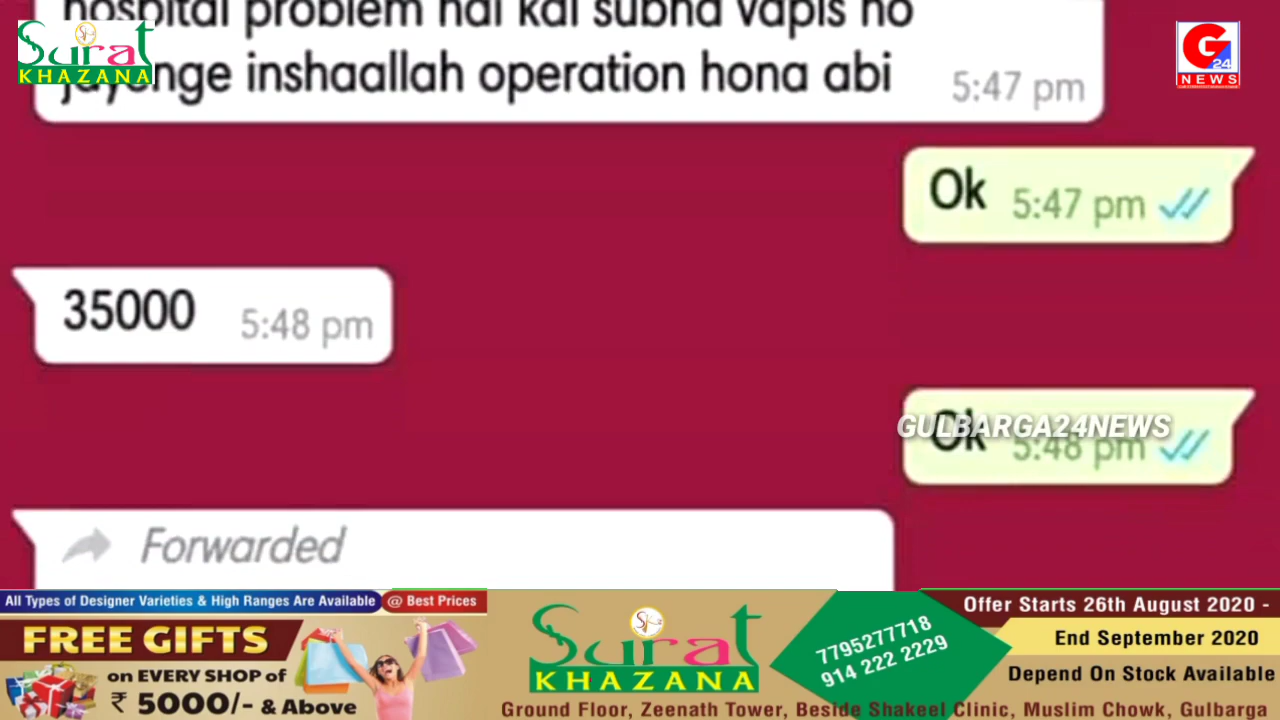 hospital problem hai kal subha vapis ho
jayenge inshaallah operation hona abi 5:47 pm
Surat
KHAZANA
G
24
NEWS
Ok 5:47 pm
35000 5:48 pm
Ok 5:48 pm
GULBARGA24NEWS
Forwarded
All Types of Designer Varieties & High Ranges Are Available @ Best Prices
FREE GIFTS
on EVERY SHOP of
₹ 5000/- & Above
Surat
KHAZANA
7795277718
914 222 2229
Offer Starts 26th August 2020 -
End September 2020
Depend On Stock Available
Ground Floor, Zeenath Tower, Beside Shakeel Clinic, Muslim Chowk, Gulbarga